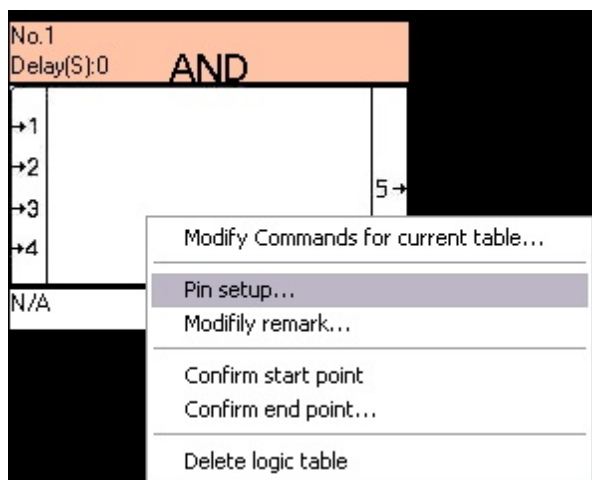 No.1
Delay(S):0
AND
→1
→2
→3
→4
5→
N/A
Modify Commands for current table...
Pin setup...
Modifily remark...
Confirm start point
Confirm end point...
Delete logic table